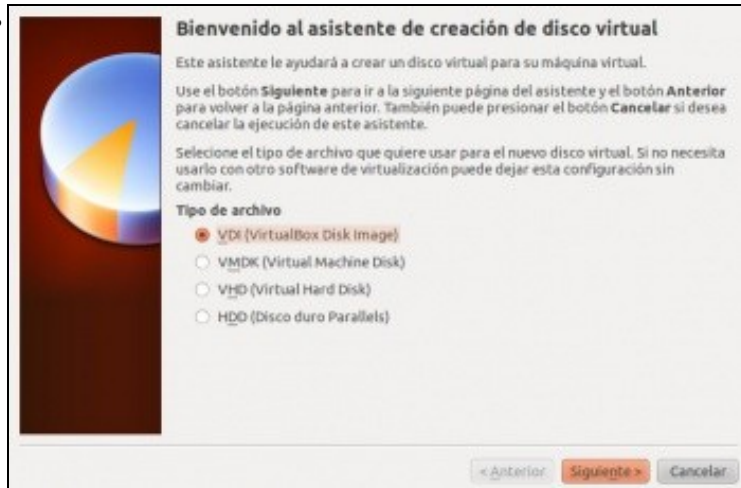 Bienvenido al asistente de creación de disco virtual
Este asistente le ayudará a crear un disco virtual para su máquina virtual.
Use el botón Siguiente para ir a la siguiente página del asistente y el botón Anterior
para volver a la página anterior. También puede presionar el botón Cancelar si desea
cancelar la ejecución de este asistente.
Selecione el tipo de archivo que quiere usar para el nuevo disco virtual. Si no necesita
usarlo con otro software de virtualización puede dejar esta configuración sin
cambiar.
Tipo de archivo
VDI (VirtualBox Disk Image)
VMDK (Virtual Machine Disk)
VHD (Virtual Hard Disk)
HDD (Disco duro Parallels)
< Anterior Siguiente > Cancelar